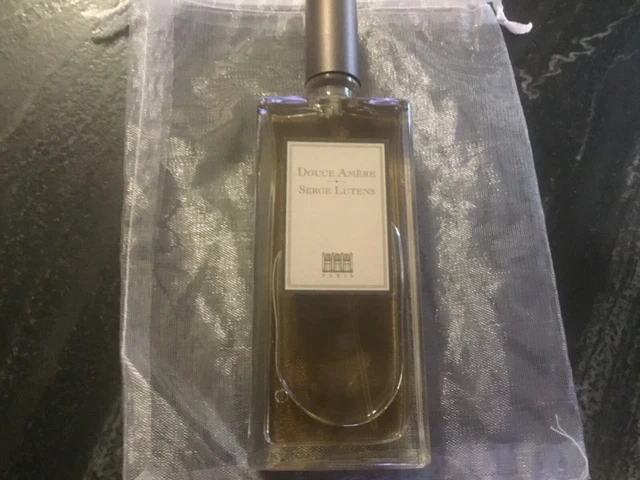 DOUCE AMÈRE
SERGE LUTENS
PARIS